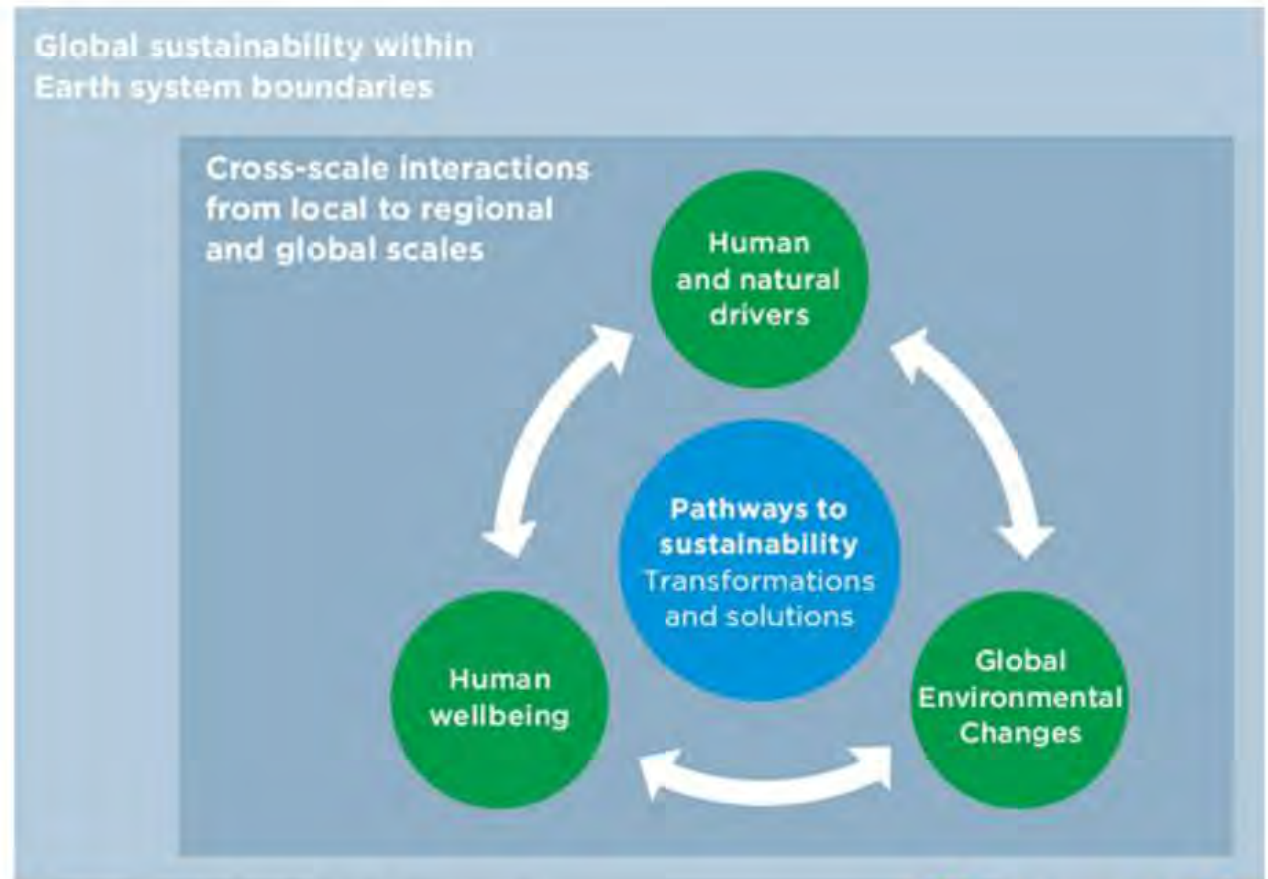 Global sustainability within
Earth system boundaries
Cross-scale interactions
from local to regional
and global scales
Human
and natural
drivers
Pathways to
sustainability
Transformations
and solutions
Human
wellbeing
Global
Environmental
Changes